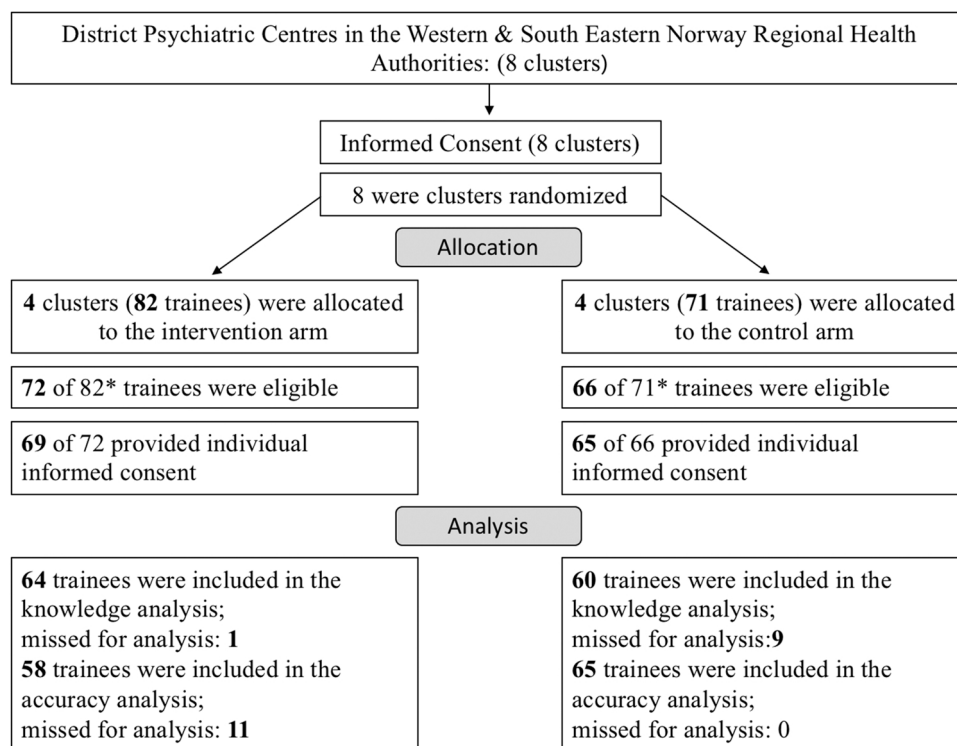 District Psychiatric Centres in the Western & South Eastern Norway Regional Health
Authorities: (8 clusters)
Informed Consent (8 clusters)
8 were clusters randomized
Allocation
4 clusters (82 trainees) were allocated
to the intervention arm
72 of 82* trainees were eligible
69 of 72 provided individual
informed consent
4 clusters (71 trainees) were allocated
to the control arm
66 of 71* trainees were eligible
65 of 66 provided individual
informed consent
Analysis
64 trainees were included in the
knowledge analysis;
missed for analysis: 1
58 trainees were included in the
accuracy analysis;
missed for analysis: 11
60 trainees were included in the
knowledge analysis;
missed for analysis:9
65 trainees were included in the
accuracy analysis;
missed for analysis: 0